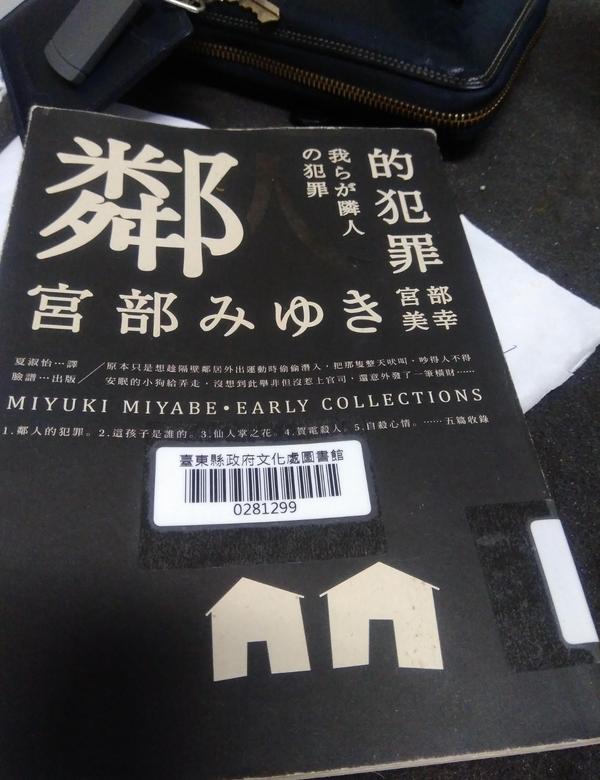 鄰人
的犯罪
我らが隣人
の犯罪
宮部みゆき
宮部
美幸
夏淑怡…譯
臉譜…出版
原本只是想趁隔壁鄰居外出運動時偷偷潛入，把那隻整天吠叫，吵得人不得
安眠的小狗給弄走，沒想到此舉非但沒惹上官司，還意外發了一筆橫財……
MIYUKI MIYABE•EARLY COLLECTIONS
1.鄰人的犯罪。2.這孩子是誰的。3.仙人掌之花。4.賀電殺人。5.自殺心情。……五篇收錄
臺東縣政府文化處圖書館
0281299